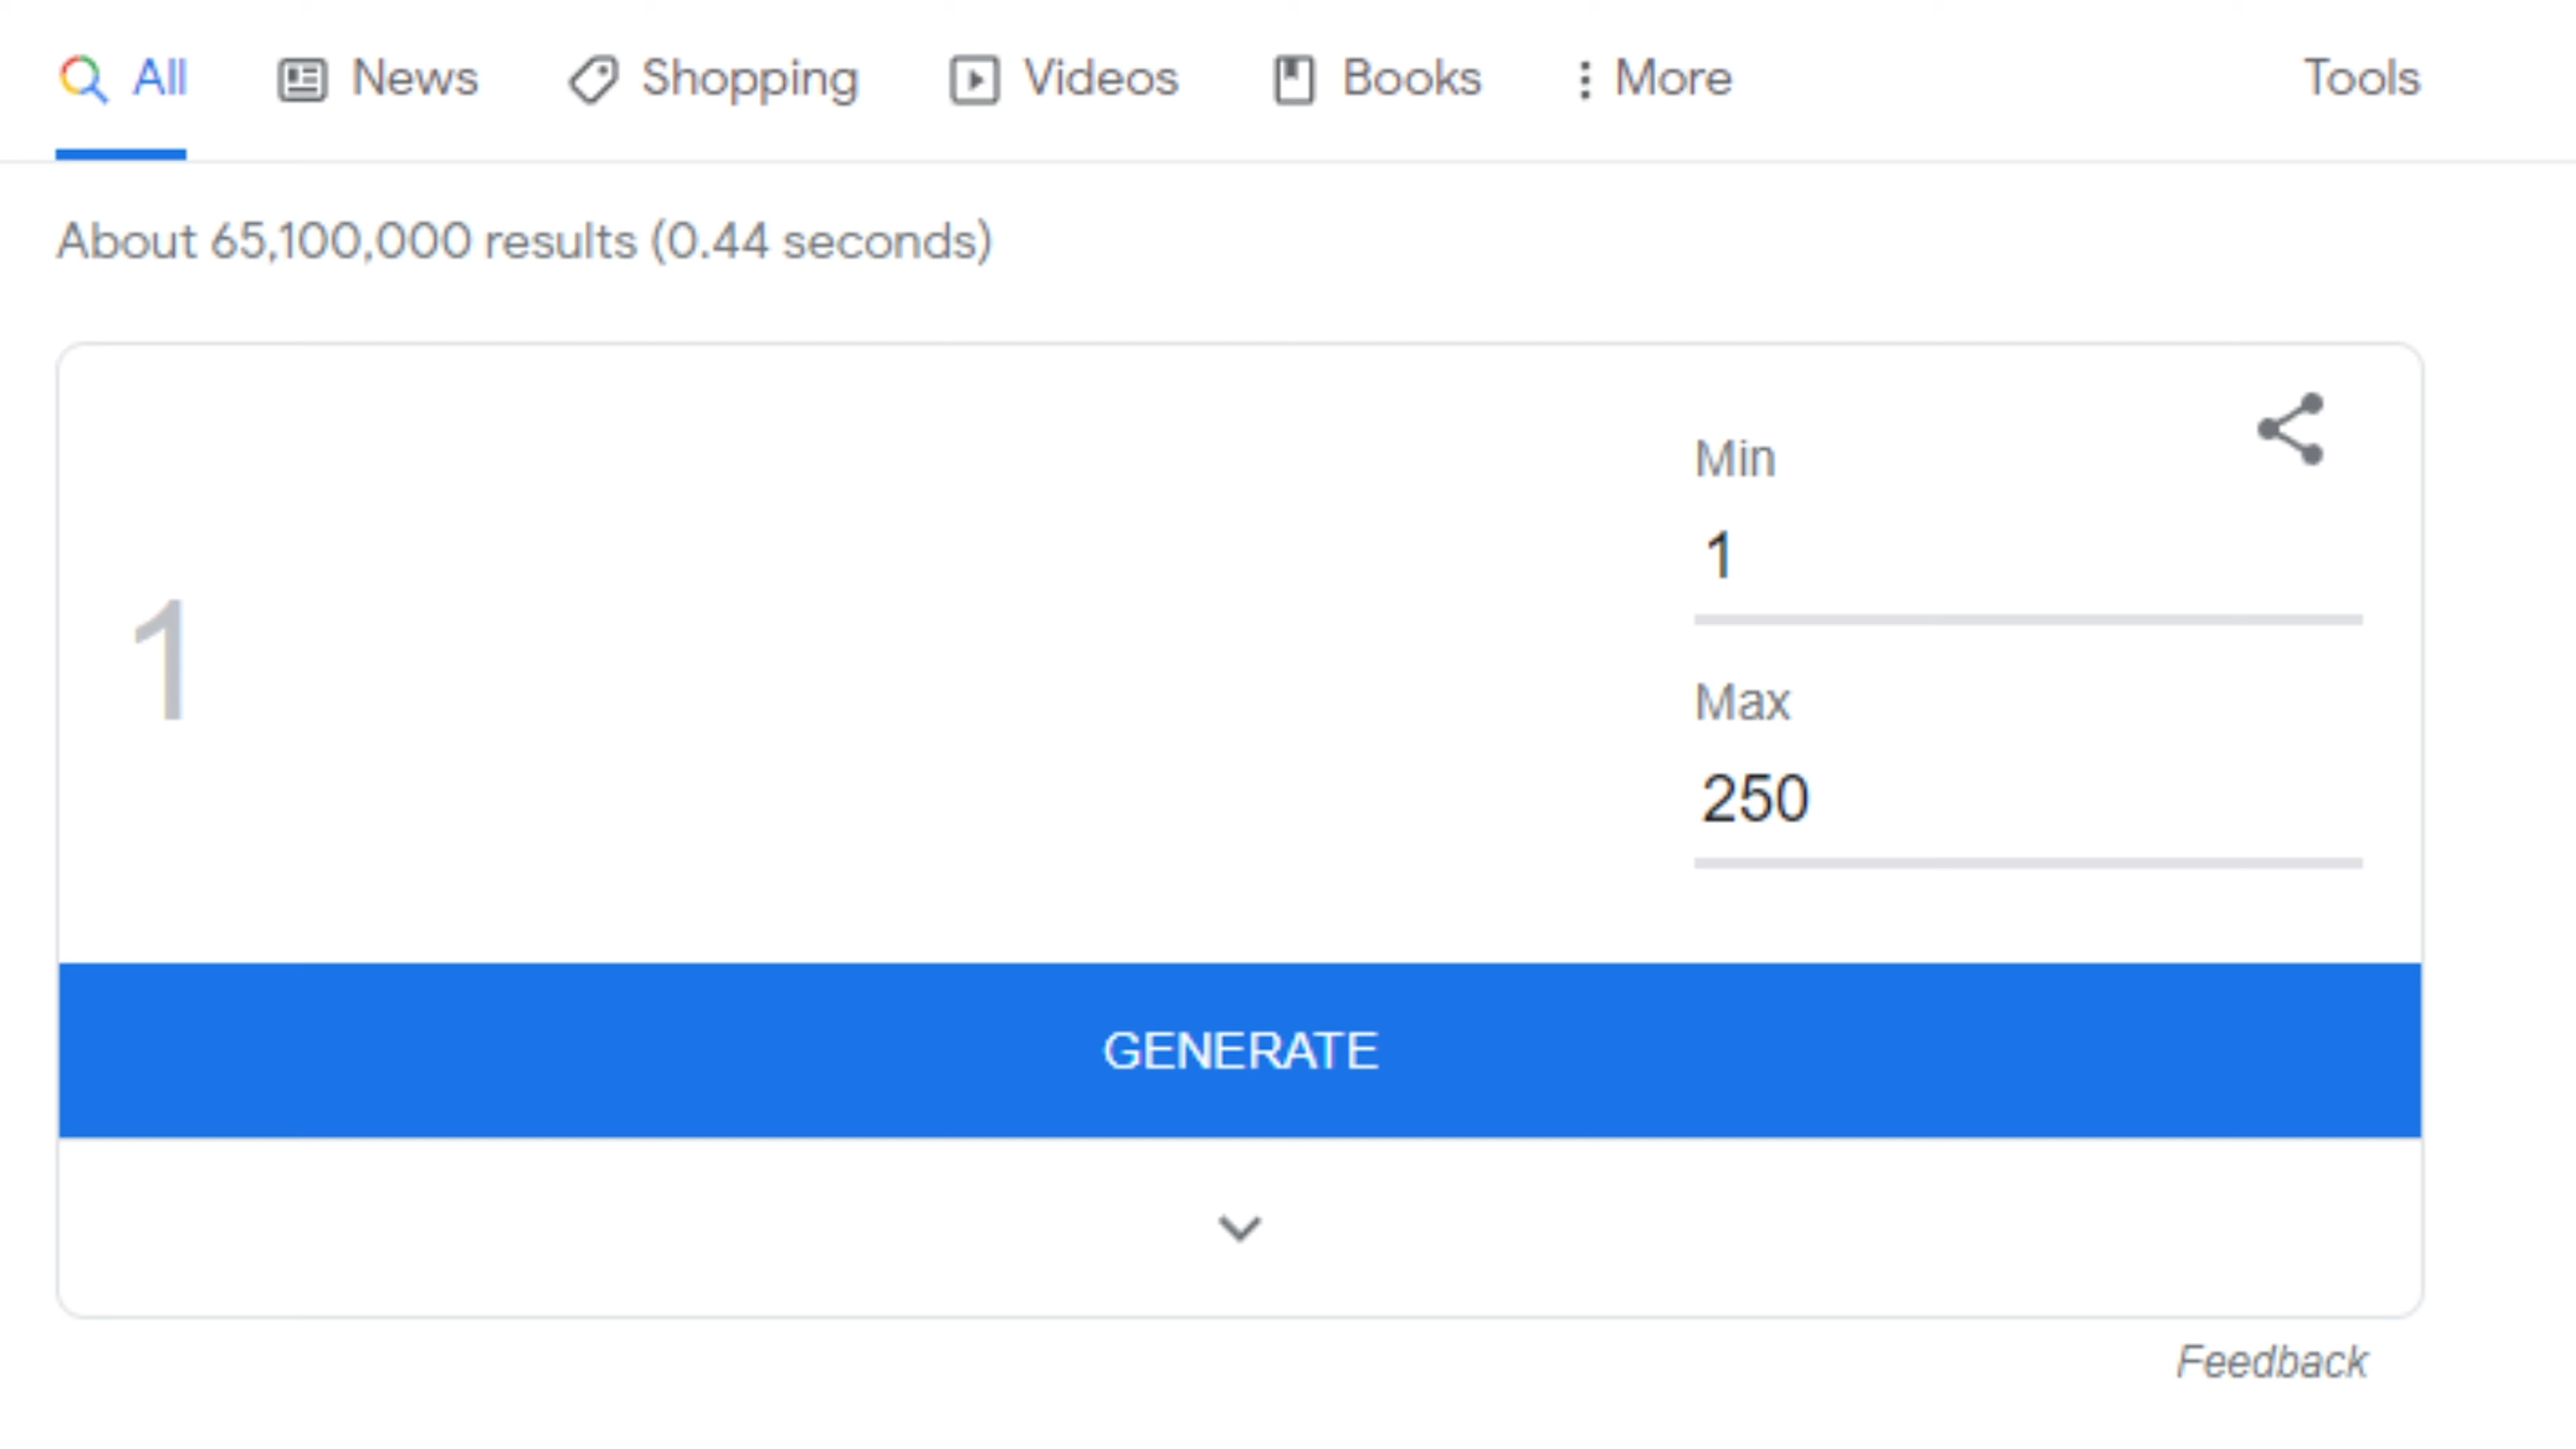 All News Shopping Videos Books More Tools
About 65,100,000 results (0.44 seconds)
1
Min
1
Max
250
GENERATE
Feedback